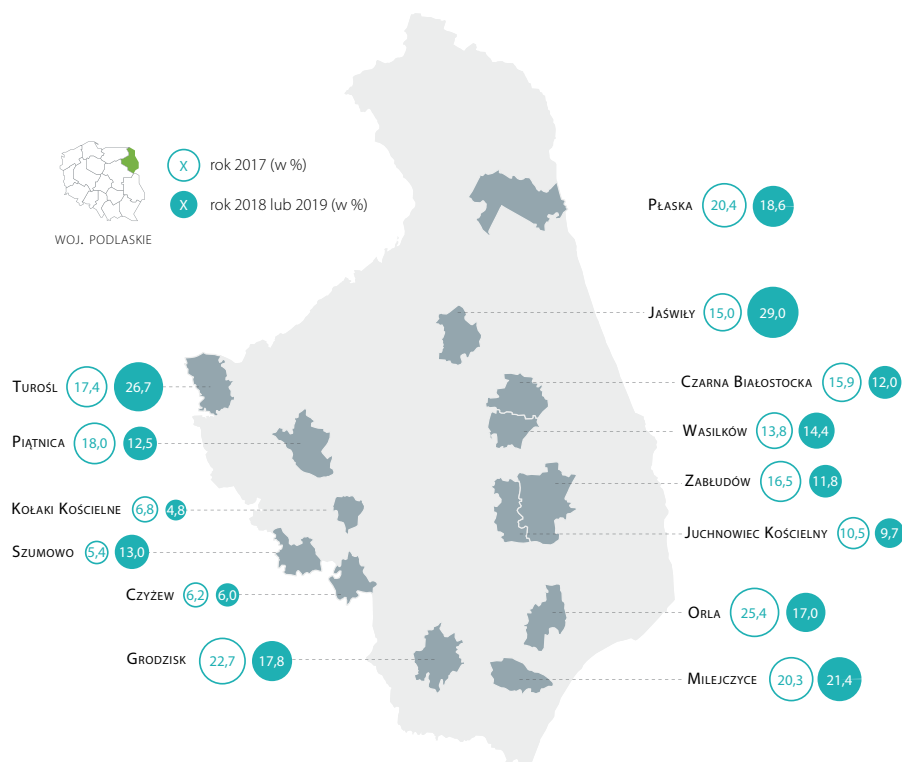 X rok 2017 (w %)
X rok 2018 lub 2019 (w %)
WOJ. PODLASKIE
Płaska 20,4 18,6
Jaświły 15,0 29,0
Turośl 17,4 26,7
Czarna Białostocka 15,9 12,0
Piątnica 18,0 12,5
Wasilków 13,8 14,4
Zabłudów 16,5 11,8
Kołaki Kościelne 6,8 4,8
Juchnowiec Kościelny 10,5 9,7
Szumowo 5,4 13,0
Czyżew 6,2 6,0
Orla 25,4 17,0
Grodzisk 22,7 17,8
Milejczyce 20,3 21,4